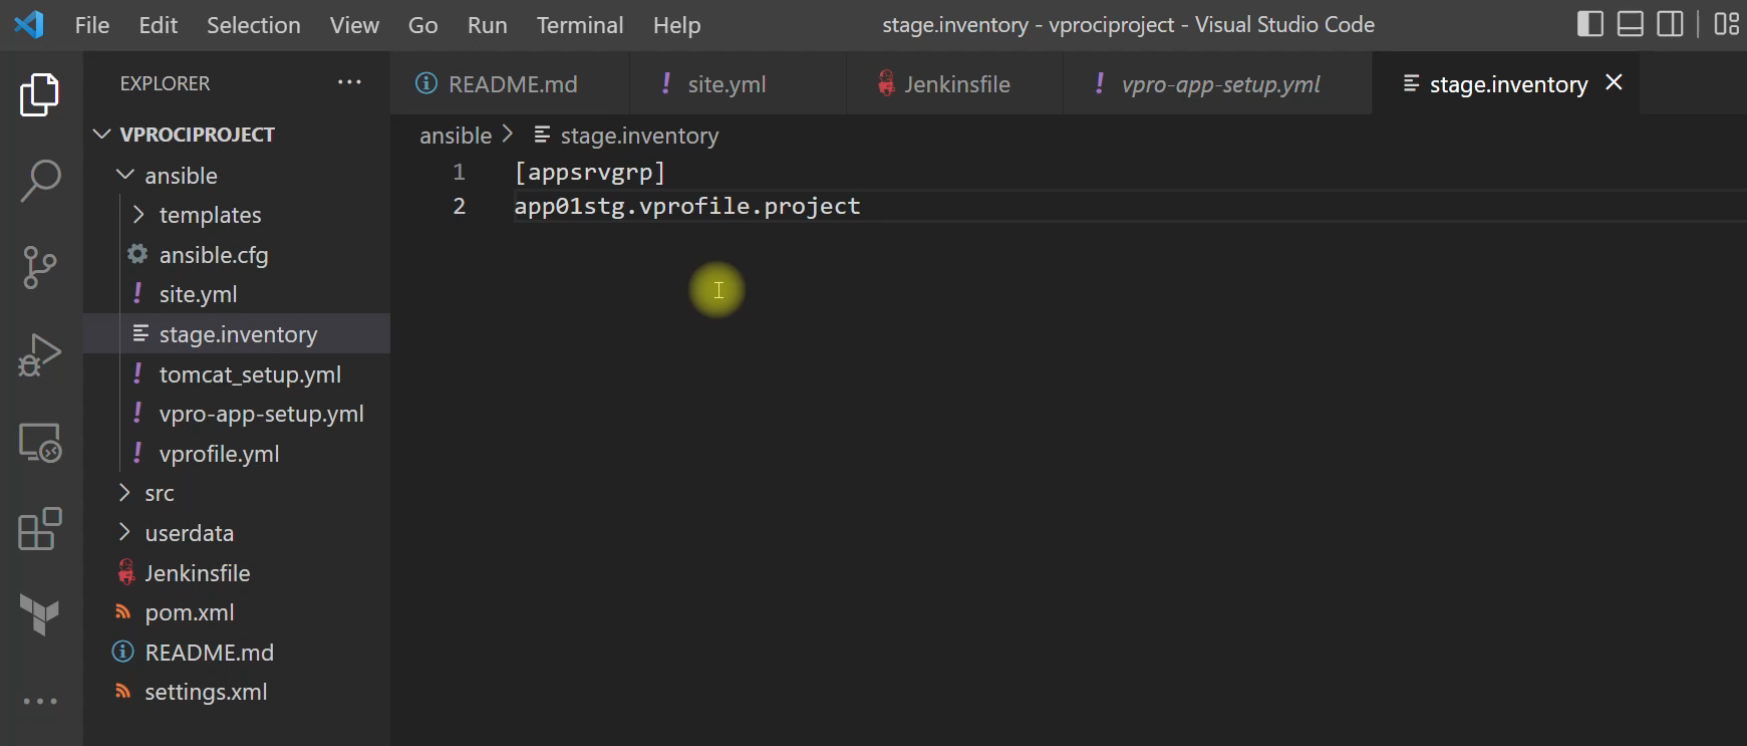 File Edit Selection View Go Run Terminal Help
stage.inventory - vprociproject - Visual Studio Code
EXPLORER ···
VPROCIPROJECT
ansible
templates
ansible.cfg
site.yml
stage.inventory
tomcat_setup.yml
vpro-app-setup.yml
vprofile.yml
src
userdata
Jenkinsfile
pom.xml
README.md
settings.xml
README.md
site.yml
Jenkinsfile
vpro-app-setup.yml
stage.inventory
ansible > stage.inventory
1 [appsrvgrp]
2 app01stg.vprofile.project